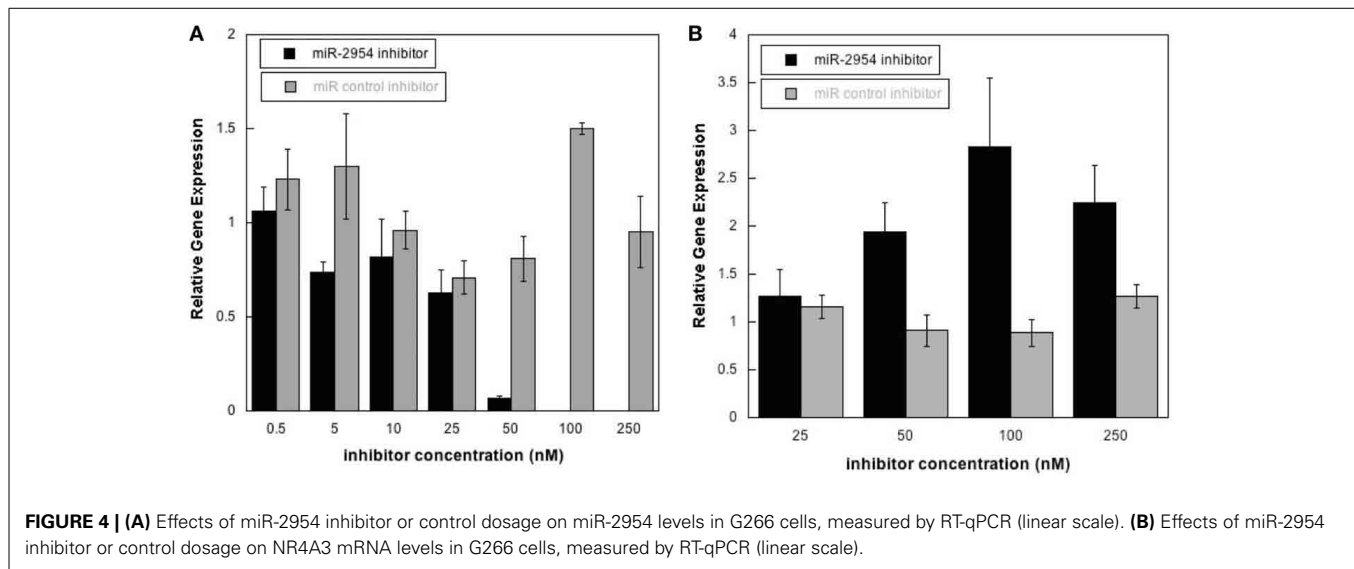 A
miR-2954 inhibitor
miR control inhibitor
Relative Gene Expression
2
1.5
1
0.5
0
0.5 5 10 25 50 100 250
inhibitor concentration (nM)
B
miR-2954 inhibitor
miR control inhibitor
Relative Gene Expression
4
3.5
3
2.5
2
1.5
1
0.5
0
25 50 100 250
inhibitor concentration (nM)
FIGURE 4 | (A) Effects of miR-2954 inhibitor or control dosage on miR-2954 levels in G266 cells, measured by RT-qPCR (linear scale). (B) Effects of miR-2954
inhibitor or control dosage on NR4A3 mRNA levels in G266 cells, measured by RT-qPCR (linear scale).